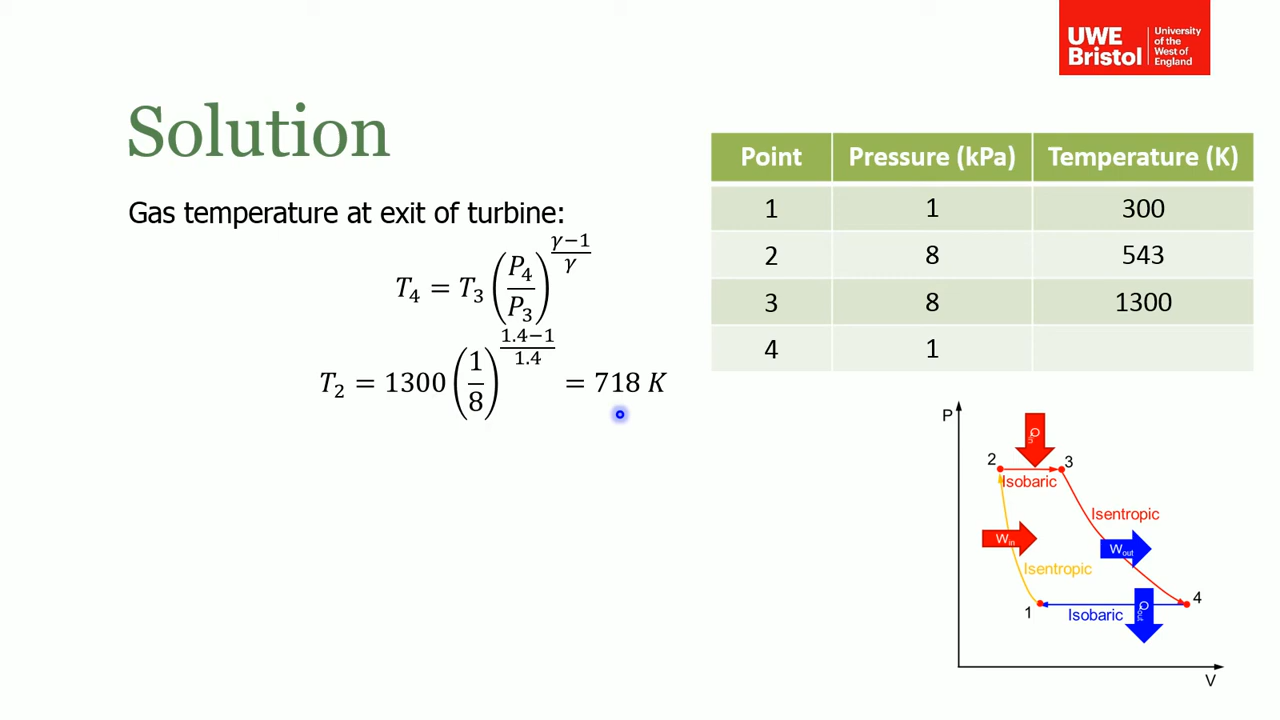 UWE Bristol
University of the West of England
Solution
Gas temperature at exit of turbine:
T₄ = T₃ (P₄/P₃)^((γ−1)/γ)
T₂ = 1300 (1/8)^((1.4−1)/1.4) = 718 K
Point Pressure (kPa) Temperature (K)
1 1 300
2 8 543
3 8 1300
4 1
P
Qin
2 3
Isobaric
Isentropic
Win
Wout
Isentropic
4
1
Isobaric
Qout
V